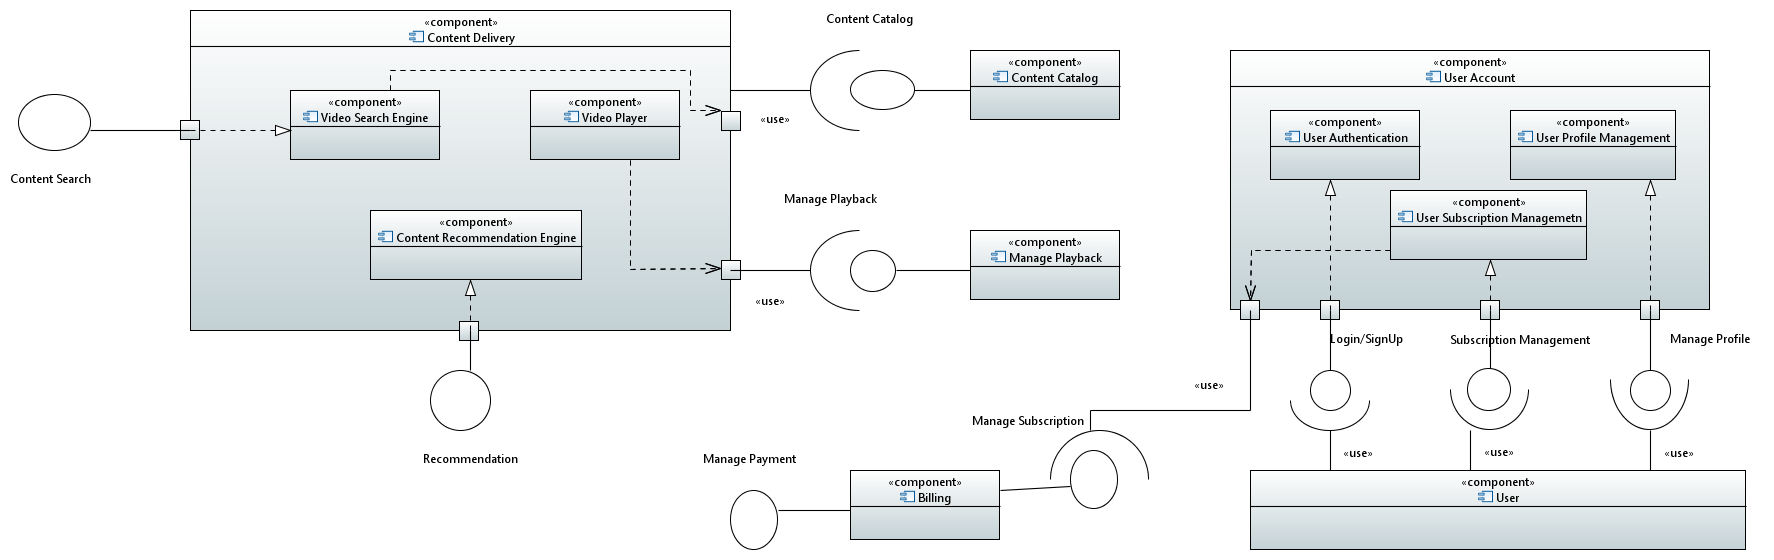 Content Catalog
«component»
Content Delivery
«component»
Content Catalog
«component»
User Account
«component»
Video Search Engine
«component»
Video Player
«use»
«component»
User Authentication
«component»
User Profile Management
Content Search
Manage Playback
«component»
User Subscription Managemetn
«component»
Content Recommendation Engine
«component»
Manage Playback
«use»
Login/SignUp
Subscription Management
Manage Profile
«use»
Manage Subscription
Recommendation
Manage Payment
«use»
«use»
«use»
«component»
Billing
«component»
User